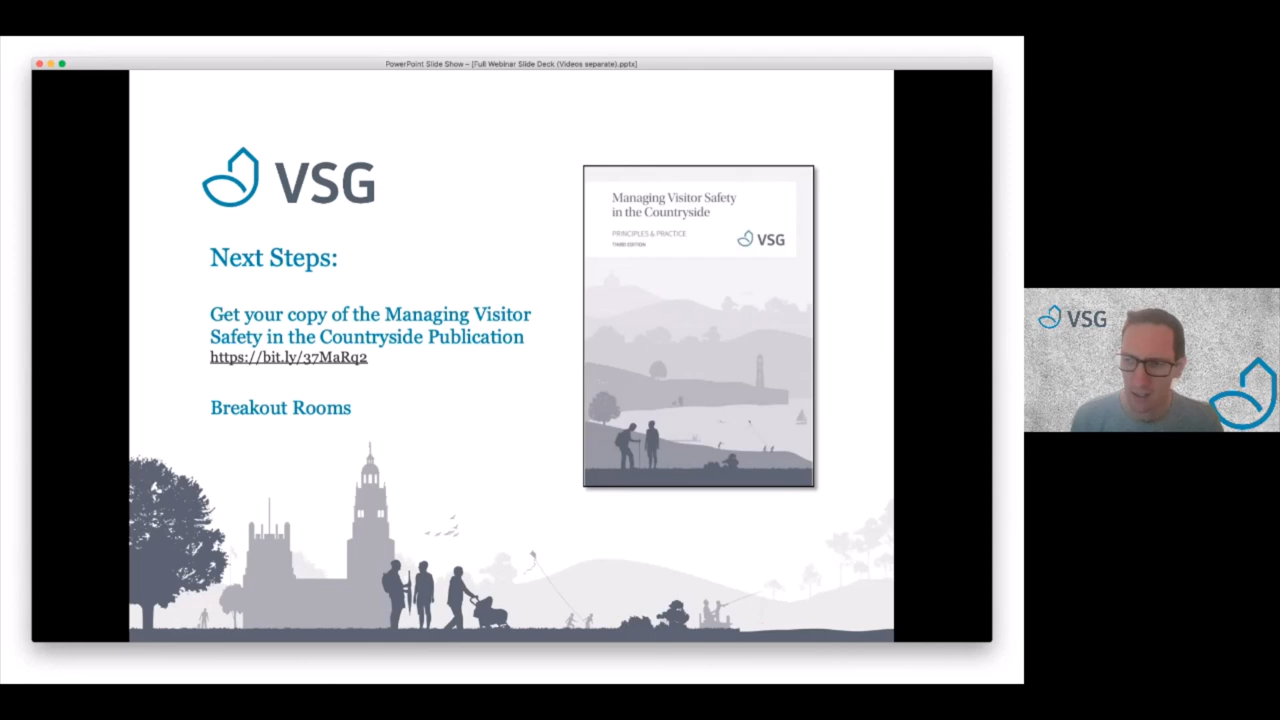 PowerPoint Slide Show – [Full Webinar Slide Deck (Videos separate).pptx]
VSG
Next Steps:
Get your copy of the Managing Visitor
Safety in the Countryside Publication
https://bit.ly/37MaRq2
Breakout Rooms
Managing Visitor Safety
in the Countryside
PRINCIPLES & PRACTICE
THIRD EDITION
VSG
VSG